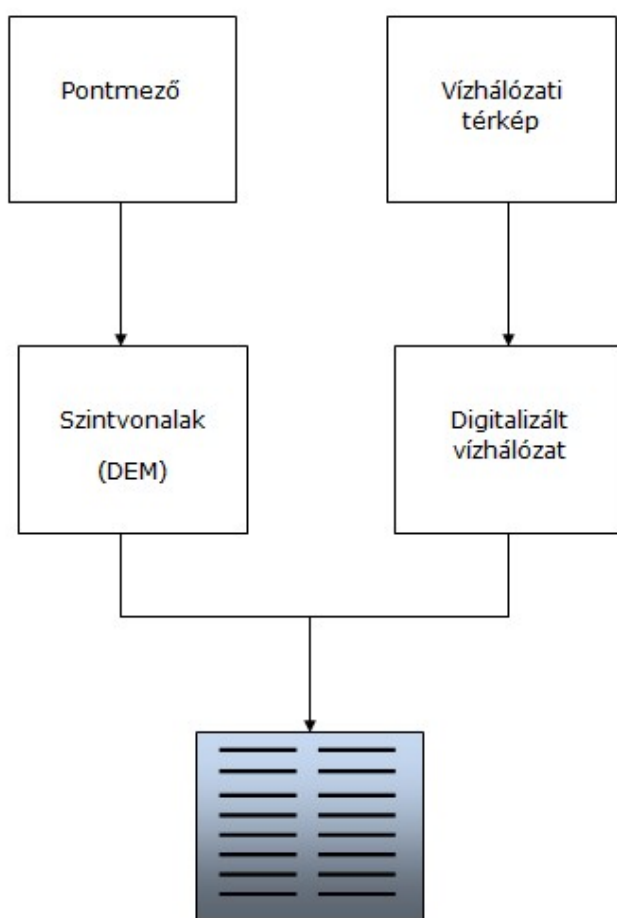 Pontmező
Vízhálózati
térkép
Szintvonalak
(DEM)
Digitalizált
vízhálózat